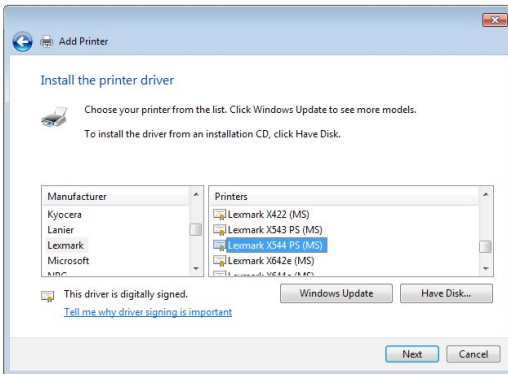 Add Printer
Install the printer driver
Choose your printer from the list. Click Windows Update to see more models.
To install the driver from an installation CD, click Have Disk.
Manufacturer
Kyocera
Lanier
Lexmark
Microsoft
Printers
Lexmark X422 (MS)
Lexmark X543 PS (MS)
Lexmark X544 PS (MS)
Lexmark X642e (MS)
This driver is digitally signed.
Tell me why driver signing is important
Windows Update
Have Disk...
Next
Cancel